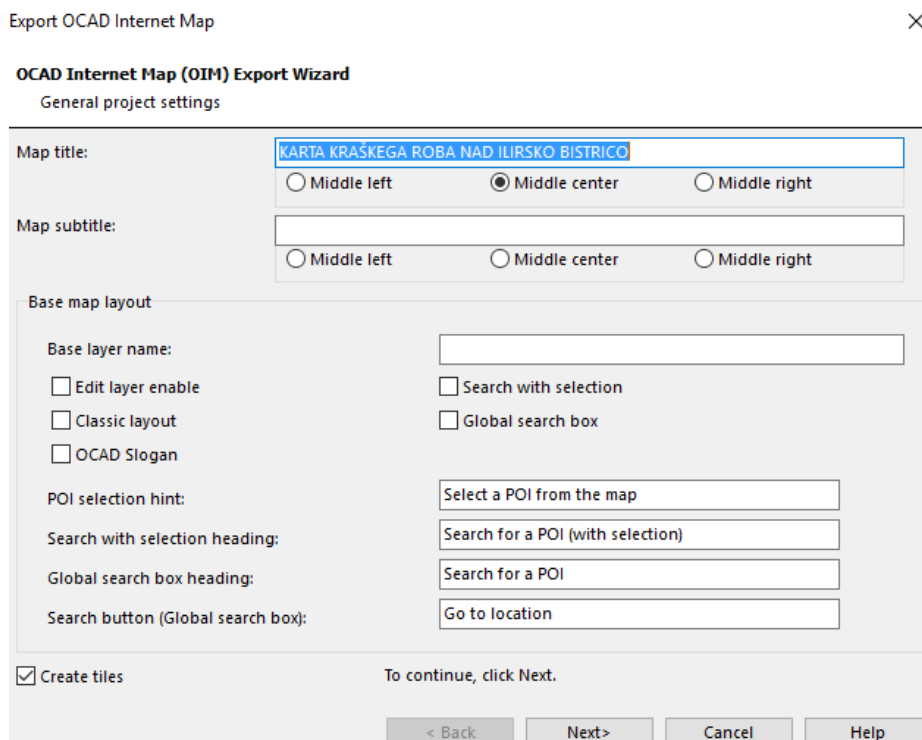 Export OCAD Internet Map
OCAD Internet Map (OIM) Export Wizard
General project settings
Map title:
KARTA KRAŠKEGA ROBA NAD ILIRSKO BISTRICO
Middle left Middle center Middle right
Map subtitle:
Middle left Middle center Middle right
Base map layout
Base layer name:
Edit layer enable Search with selection
Classic layout Global search box
OCAD Slogan
POI selection hint: Select a POI from the map
Search with selection heading: Search for a POI (with selection)
Global search box heading: Search for a POI
Search button (Global search box): Go to location
Create tiles To continue, click Next.
< Back Next> Cancel Help